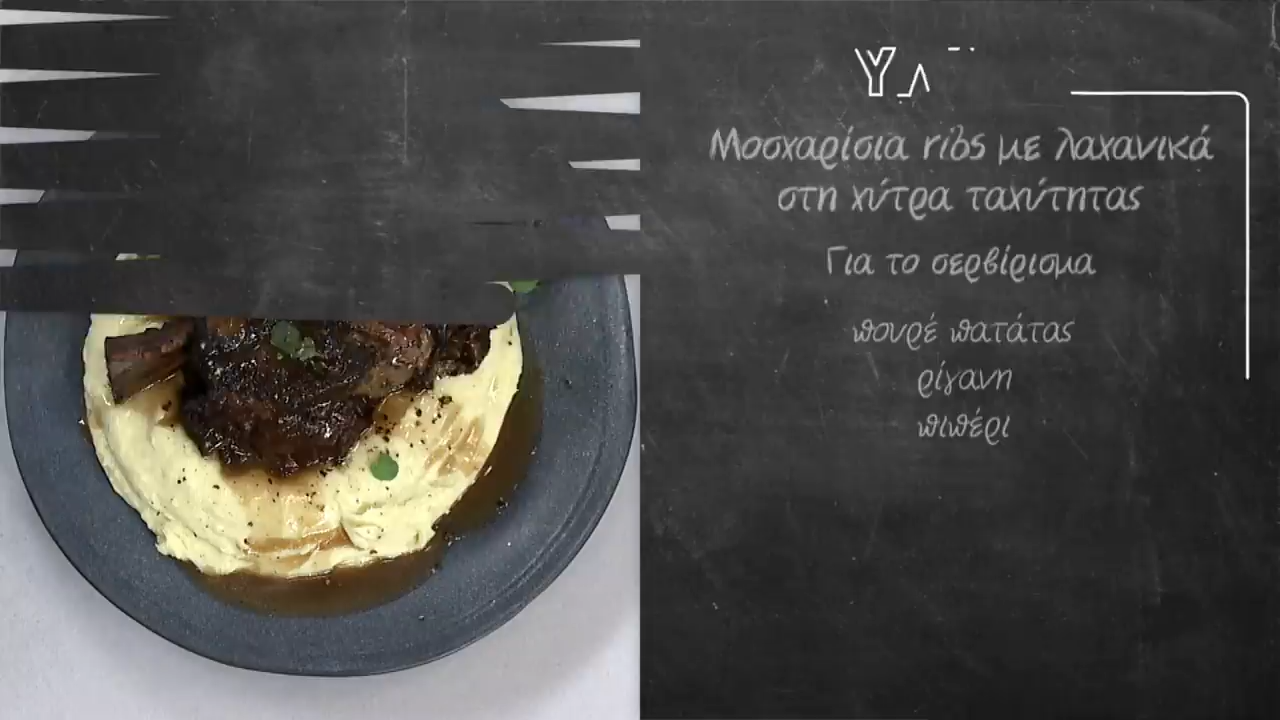 Μοσχαρίσια ribs με λαχανικά
στη χύτρα ταχύτητας
Για το σερβίρισμα
πουρέ πατάτας
ρίγανη
πιπέρι